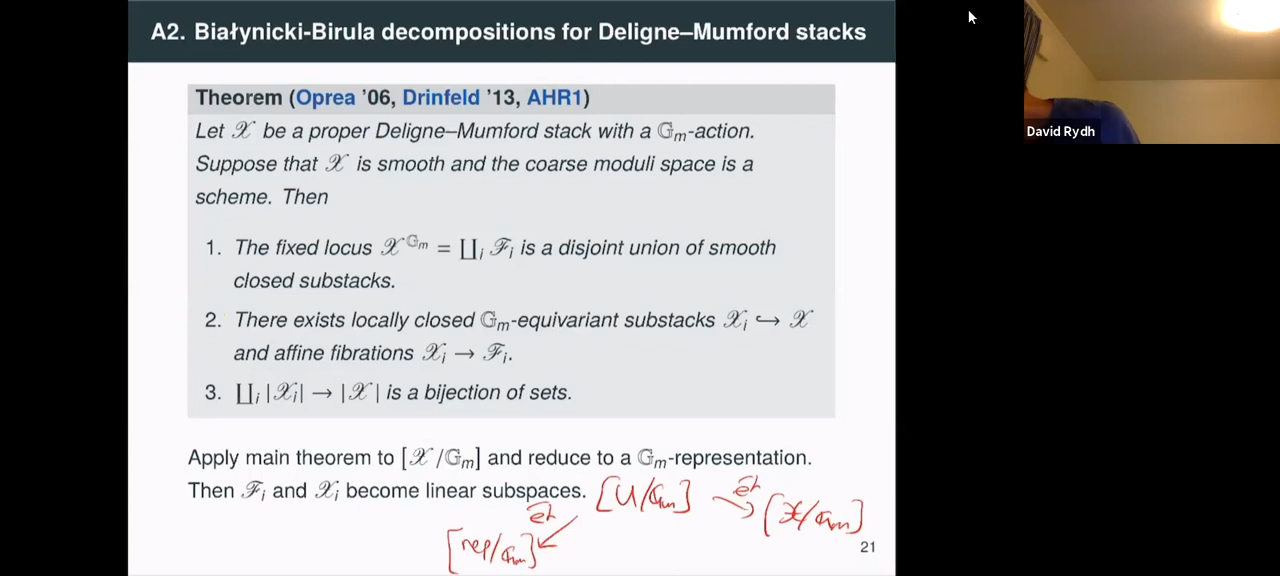 A2. Białynicki-Birula decompositions for Deligne–Mumford stacks
Theorem (Oprea '06, Drinfeld '13, AHR1)
Let 𝒳 be a proper Deligne–Mumford stack with a 𝔾ₘ-action.
Suppose that 𝒳 is smooth and the coarse moduli space is a
scheme. Then
1. The fixed locus 𝒳^𝔾ₘ = ∐ᵢ ℱᵢ is a disjoint union of smooth
closed substacks.
2. There exists locally closed 𝔾ₘ-equivariant substacks 𝒳ᵢ ↪ 𝒳
and affine fibrations 𝒳ᵢ → ℱᵢ.
3. ∐ᵢ |𝒳ᵢ| → |𝒳| is a bijection of sets.
Apply main theorem to [𝒳/𝔾ₘ] and reduce to a 𝔾ₘ-representation.
Then ℱᵢ and 𝒳ᵢ become linear subspaces.
[U/𝔾ₘ] ét → [𝒳/𝔾ₘ]
ét
[rep/𝔾ₘ]
21
David Rydh